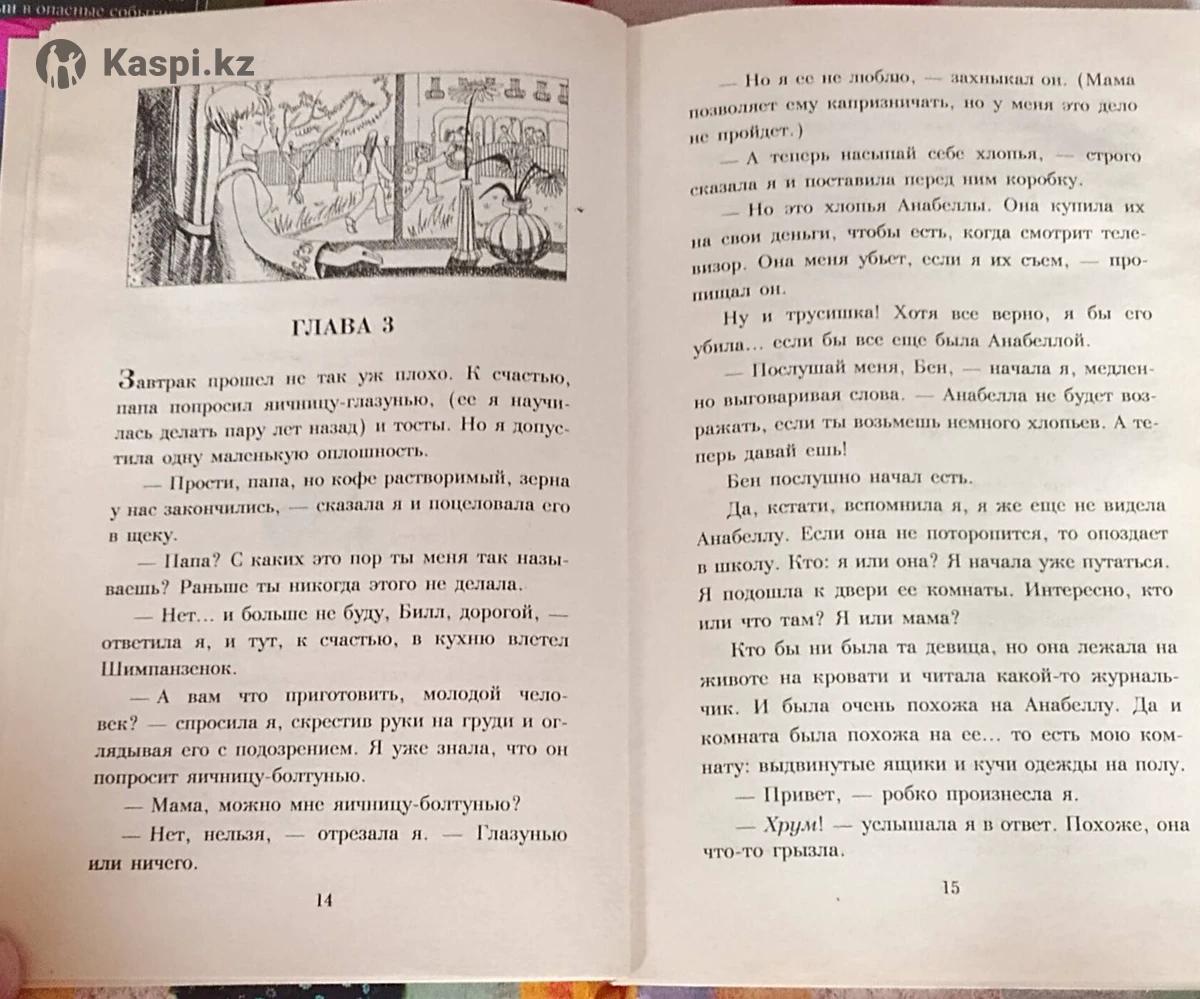 ии в опасные событи
Kaspi.kz
ГЛАВА 3
Завтрак прошел не так уж плохо. К счастью,
папа попросил яичницу-глазунью, (ее я научи-
лась делать пару лет назад) и тосты. Но я допус-
тила одну маленькую оплошность.
— Прости, папа, но кофе растворимый, зерна
у нас закончились, — сказала я и поцеловала его
в щеку.
— Папа? С каких это пор ты меня так назы-
ваешь? Раньше ты никогда этого не делала.
— Нет... и больше не буду, Билл, дорогой, —
ответила я, и тут, к счастью, в кухню влетел
Шимпанзенок.
— А вам что приготовить, молодой чело-
век? — спросила я, скрестив руки на груди и ог-
лядывая его с подозрением. Я уже знала, что он
попросит яичницу-болтунью.
— Мама, можно мне яичницу-болтунью?
— Нет, нельзя, — отрезала я. — Глазунью
или ничего.
14
— Но я ее не люблю, — захныкал он. (Мама
позволяет ему капризничать, но у меня это дело
не пройдет.)
— А теперь насыпай себе хлопья, — строго
сказала я и поставила перед ним коробку.
— Но это хлопья Анабеллы. Она купила их
на свои деньги, чтобы есть, когда смотрит теле-
визор. Она меня убьет, если я их съем, — про-
пищал он.
Ну и трусишка! Хотя все верно, я бы его
убила... если бы все еще была Анабеллой.
— Послушай меня, Бен, — начала я, медлен-
но выговаривая слова. — Анабелла не будет воз-
ражать, если ты возьмешь немного хлопьев. А те-
перь давай ешь!
Бен послушно начал есть.
Да, кстати, вспомнила я, я же еще не видела
Анабеллу. Если она не поторопится, то опоздает
в школу. Кто: я или она? Я начала уже путаться.
Я подошла к двери ее комнаты. Интересно, кто
или что там? Я или мама?
Кто бы ни была та девица, но она лежала на
животе на кровати и читала какой-то журналь-
чик. И была очень похожа на Анабеллу. Да и
комната была похожа на ее... то есть мою ком-
нату: выдвинутые ящики и кучи одежды на полу.
— Привет, — робко произнесла я.
— Хрум! — услышала я в ответ. Похоже, она
что-то грызла.
15